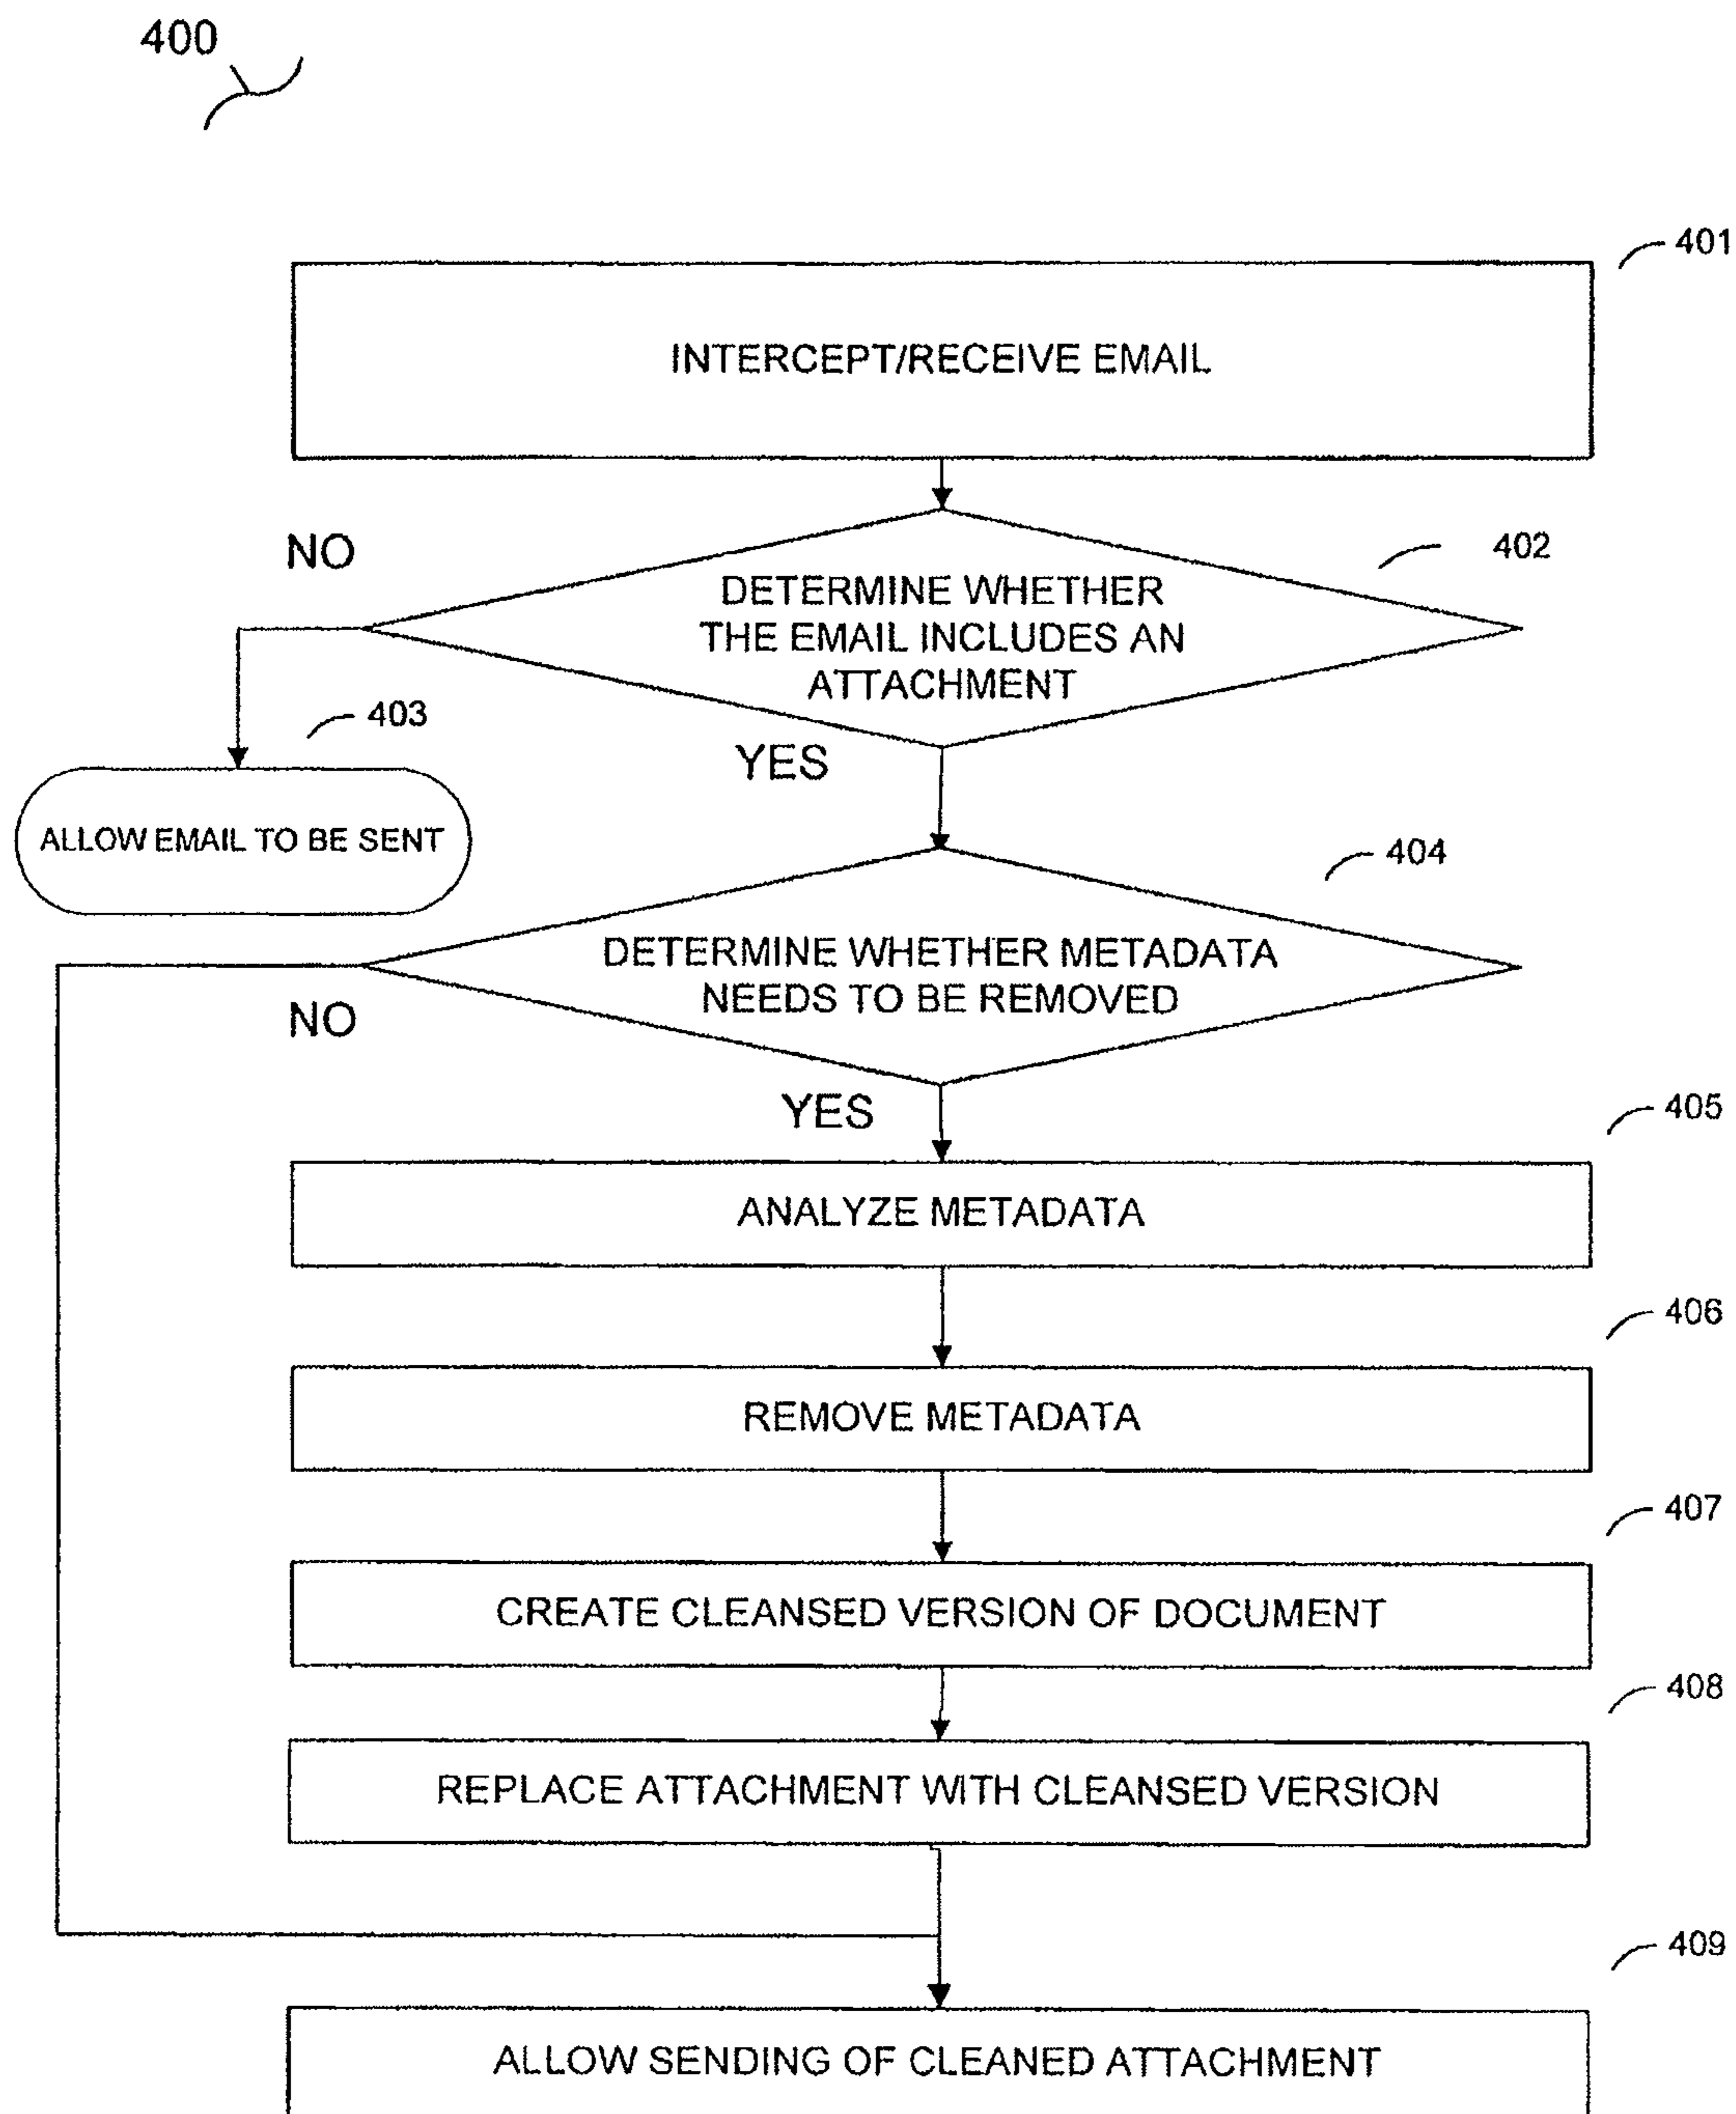 400
401
INTERCEPT/RECEIVE EMAIL
402
NO
DETERMINE WHETHER
THE EMAIL INCLUDES AN
ATTACHMENT
403
YES
ALLOW EMAIL TO BE SENT
404
DETERMINE WHETHER METADATA
NEEDS TO BE REMOVED
NO
YES
405
ANALYZE METADATA
406
REMOVE METADATA
407
CREATE CLEANSED VERSION OF DOCUMENT
408
REPLACE ATTACHMENT WITH CLEANSED VERSION
409
ALLOW SENDING OF CLEANED ATTACHMENT